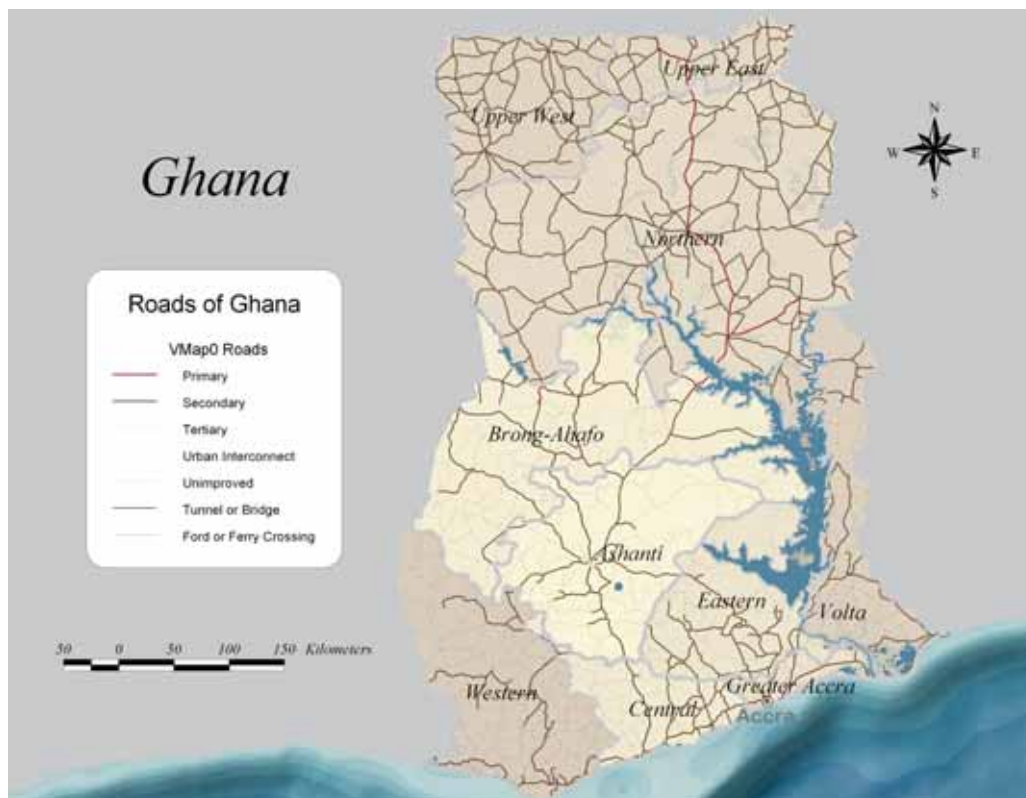 Ghana
Roads of Ghana
VMap0 Roads
Primary
Secondary
Tertiary
Urban Interconnect
Unimproved
Tunnel or Bridge
Ford or Ferry Crossing
50 0 50 100 150 Kilometers
N
W E
S
Upper East
Upper West
Northern
Brong-Ahafo
Ashanti
Eastern
Volta
Western
Greater Accra
Central
Accra